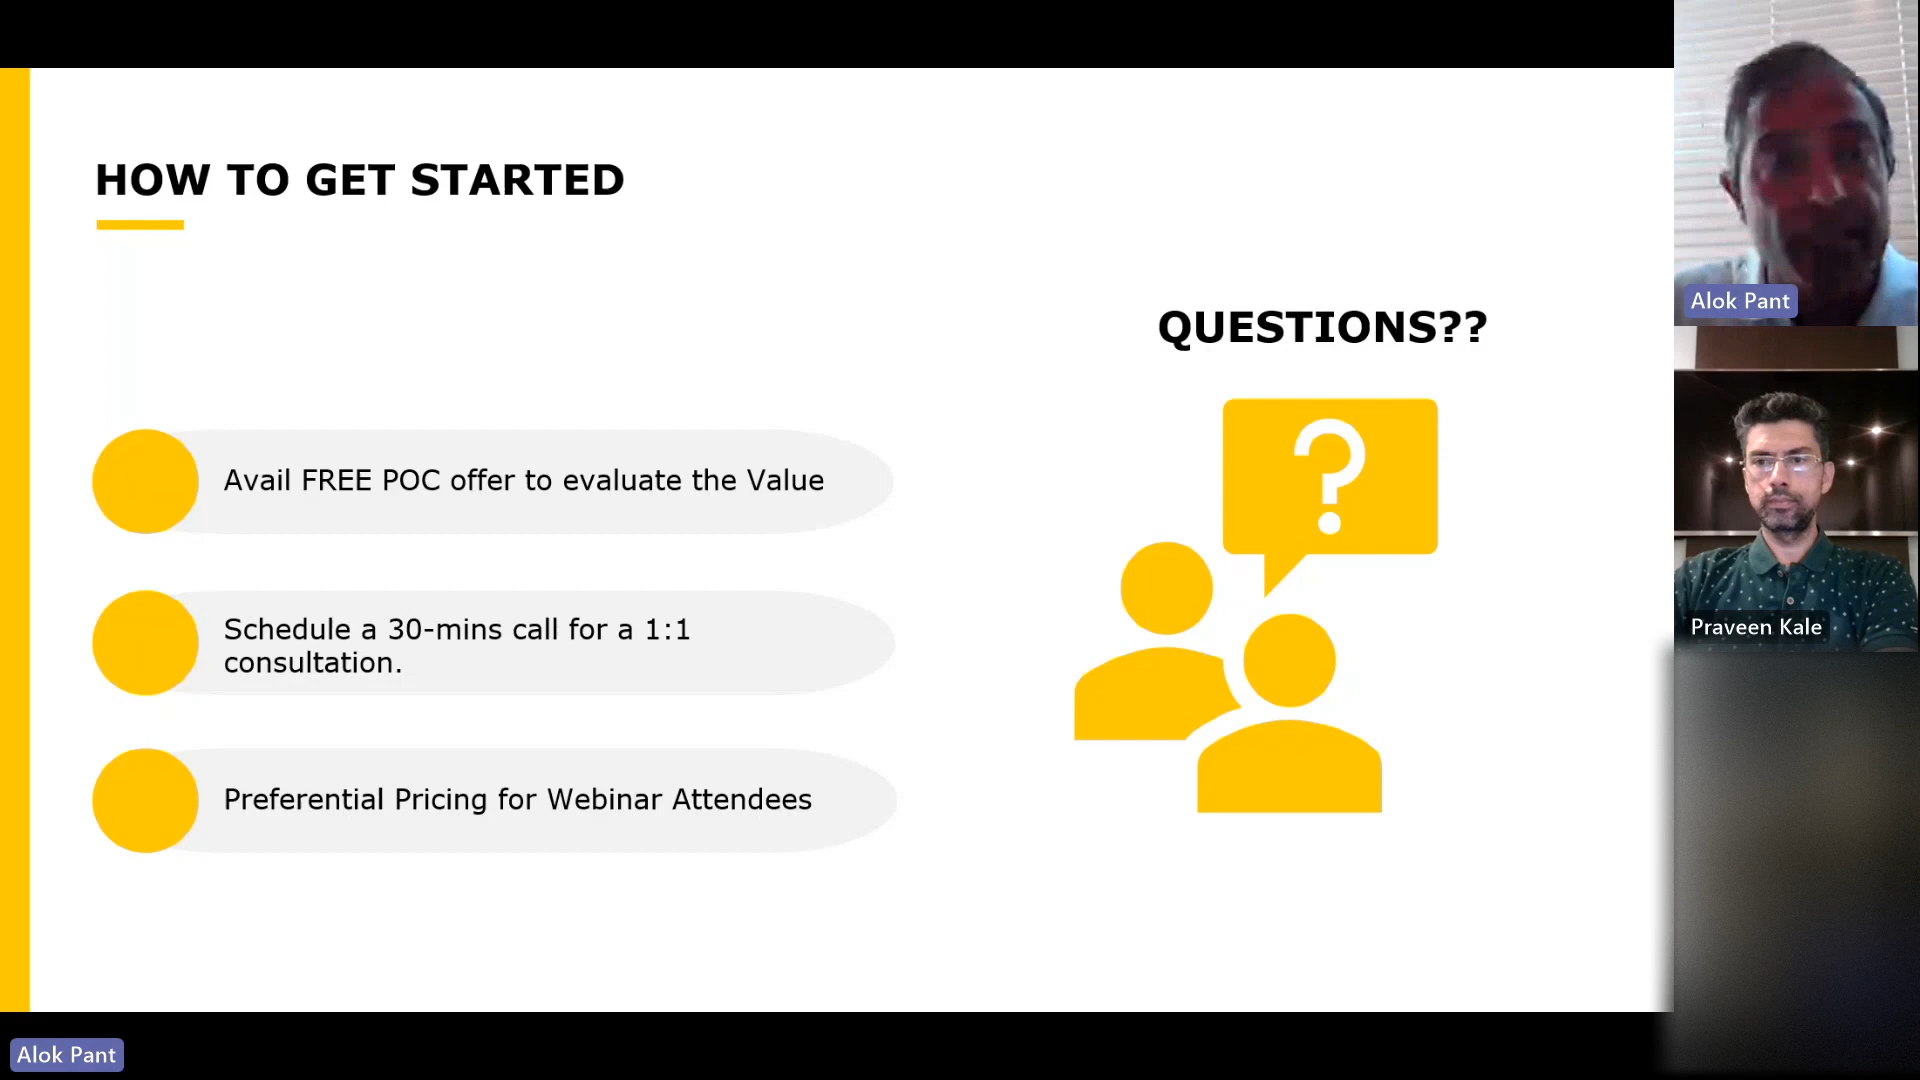 HOW TO GET STARTED
Avail FREE POC offer to evaluate the Value
Schedule a 30-mins call for a 1:1
consultation.
Preferential Pricing for Webinar Attendees
QUESTIONS??
?
Alok Pant
Praveen Kale
Alok Pant